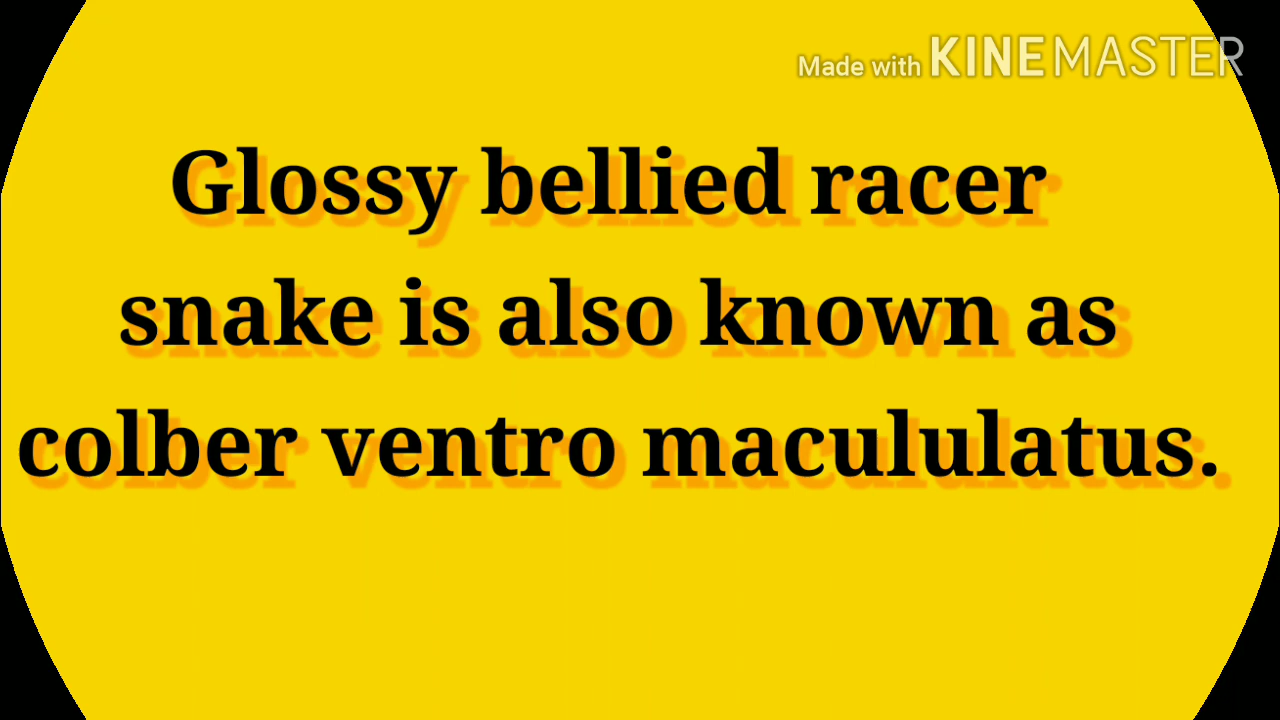 Made with KINEMASTER
Glossy bellied racer
snake is also known as
colber ventro macululatus.